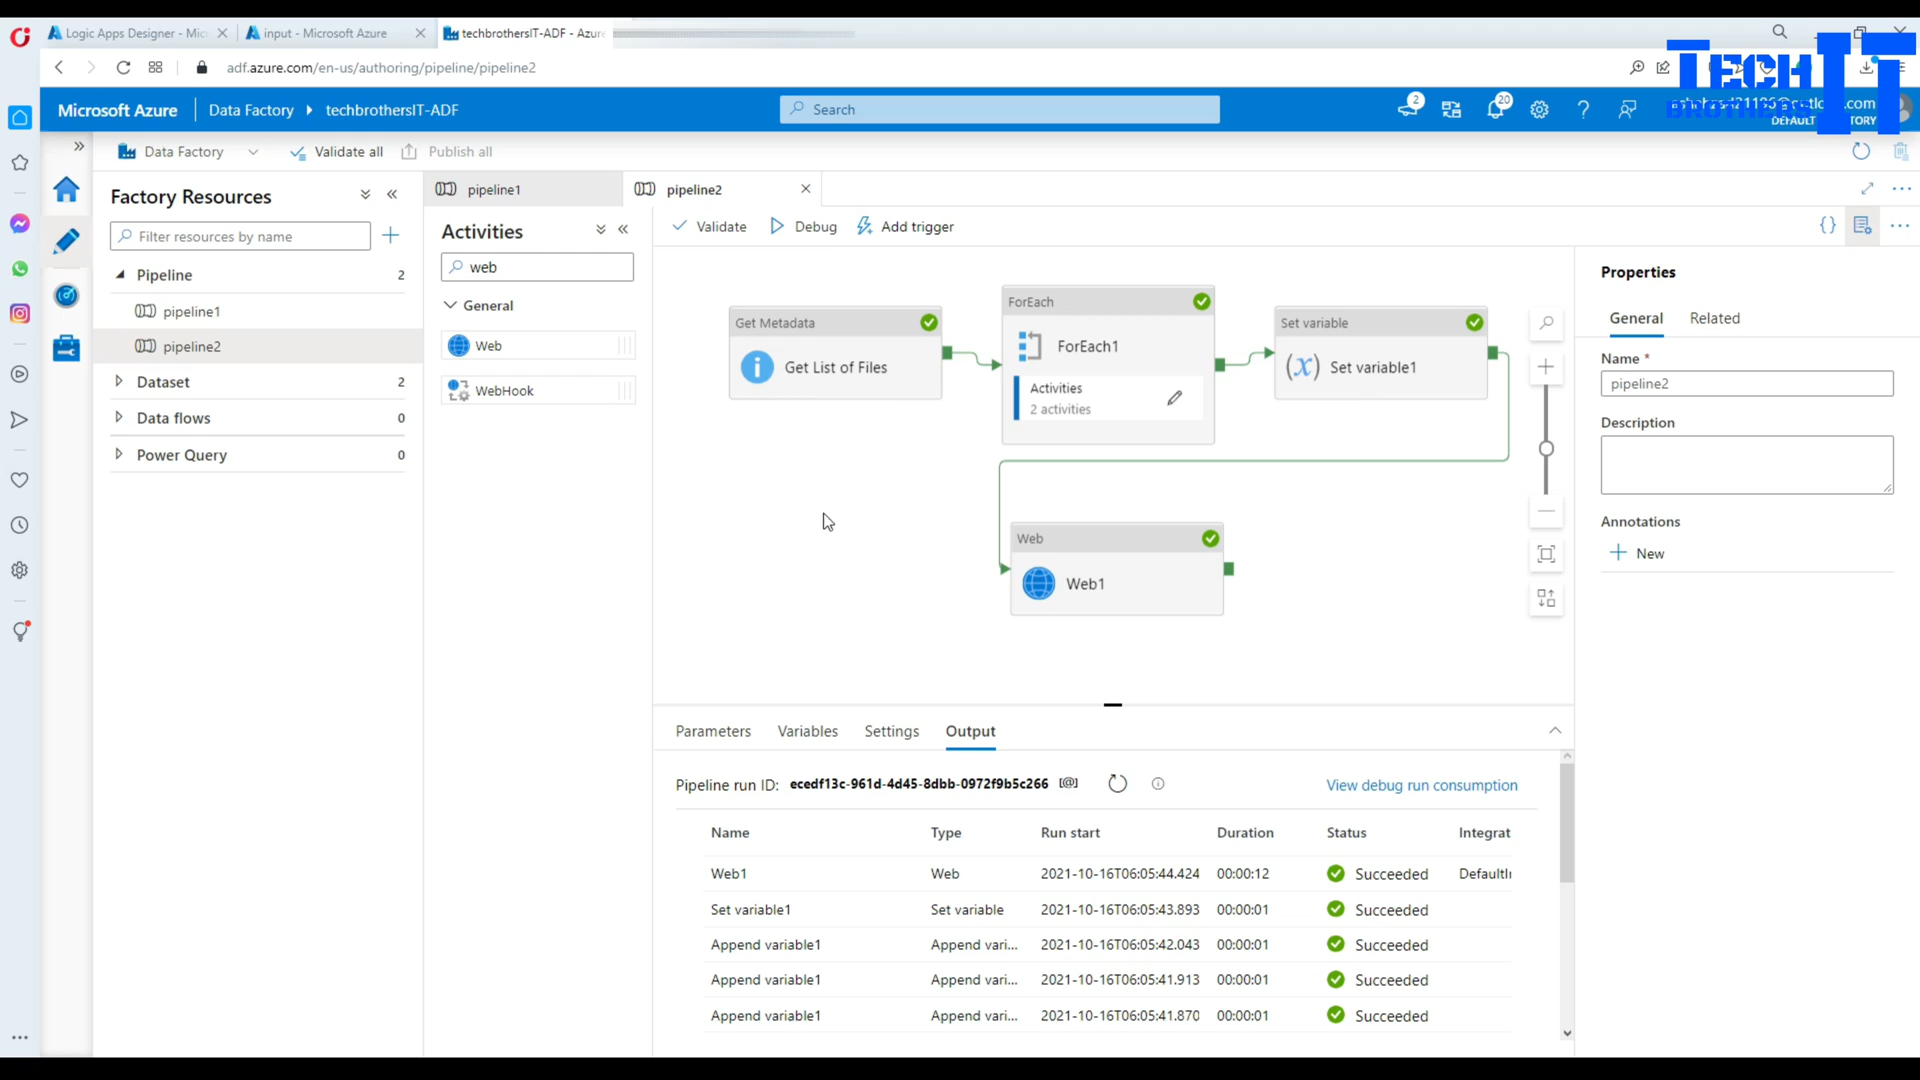 Logic Apps Designer - Mic
input - Microsoft Azure
techbrothersIT-ADF - Azure
adf.azure.com/en-us/authoring/pipeline/pipeline2
TECH IT
BROTHERS
Microsoft Azure
Data Factory
techbrothersIT-ADF
Search
2
20
DEFAULT
Data Factory
Validate all
Publish all
Factory Resources
Filter resources by name
Pipeline
2
pipeline1
pipeline2
Dataset
2
Data flows
0
Power Query
0
pipeline1
pipeline2
Activities
web
General
Web
WebHook
Validate
Debug
Add trigger
Get Metadata
Get List of Files
ForEach
ForEach1
Activities
2 activities
Set variable
(x)
Set variable1
Web
Web1
Properties
General
Related
Name *
pipeline2
Description
Annotations
New
Parameters
Variables
Settings
Output
Pipeline run ID: ecedf13c-961d-4d45-8dbb-0972f9b5c266 [@]
View debug run consumption
Name Type Run start Duration Status Integrat
Web1 Web 2021-10-16T06:05:44.424 00:00:12 Succeeded DefaultI
Set variable1 Set variable 2021-10-16T06:05:43.893 00:00:01 Succeeded
Append variable1 Append vari... 2021-10-16T06:05:42.043 00:00:01 Succeeded
Append variable1 Append vari... 2021-10-16T06:05:41.913 00:00:01 Succeeded
Append variable1 Append vari... 2021-10-16T06:05:41.870 00:00:01 Succeeded